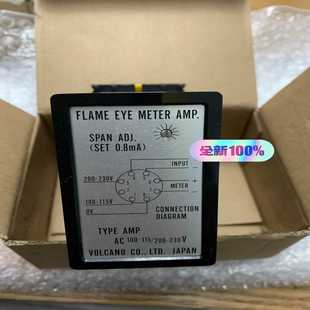 FLAME EYE METER AMP.
SPAN ADJ.
(SET 0.8mA)
全新100%
INPUT -
200-230V
METER +
-
100-115V
0V
CONNECTION
DIAGRAM
TYPE AMP
AC 100-115/200-230 V
VOLCANO CO., LTD. JAPAN